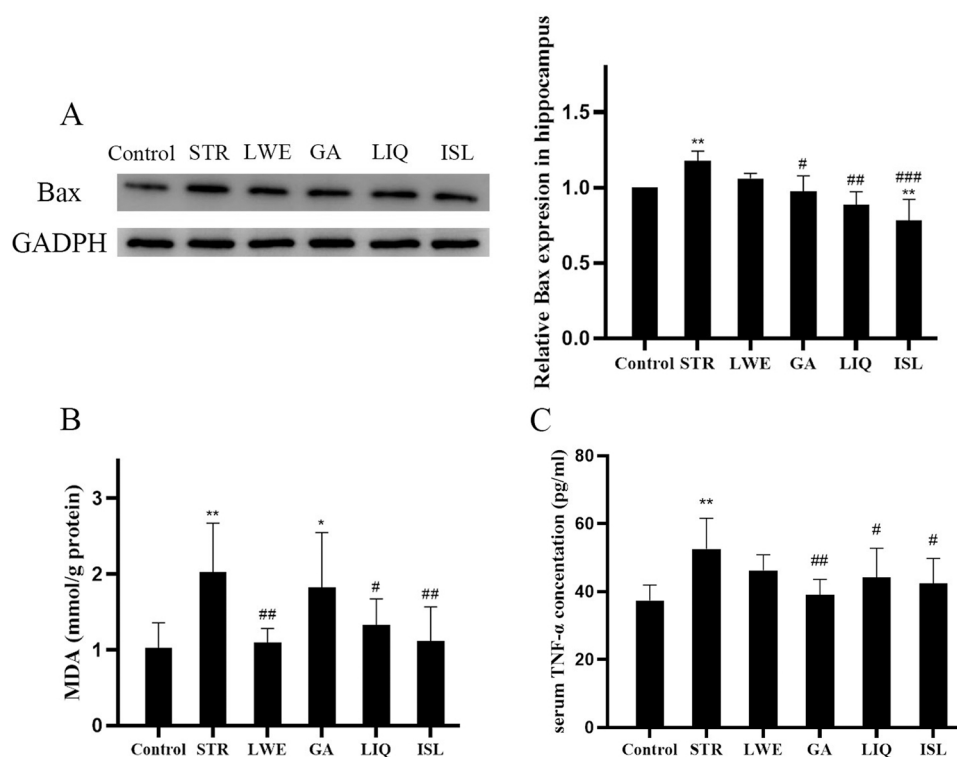 A
Control STR LWE GA LIQ ISL
Bax
GADPH
Relative Bax expresion in hippocampus
1.5
1.0
0.5
0.0
**
#
##
###
**
Control STR LWE GA LIQ ISL
B
MDA (mmol/g protein)
3
2
1
0
**
##
*
#
##
Control STR LWE GA LIQ ISL
C
serum TNF-α concentration (pg/ml)
80
60
40
20
0
**
##
#
#
Control STR LWE GA LIQ ISL